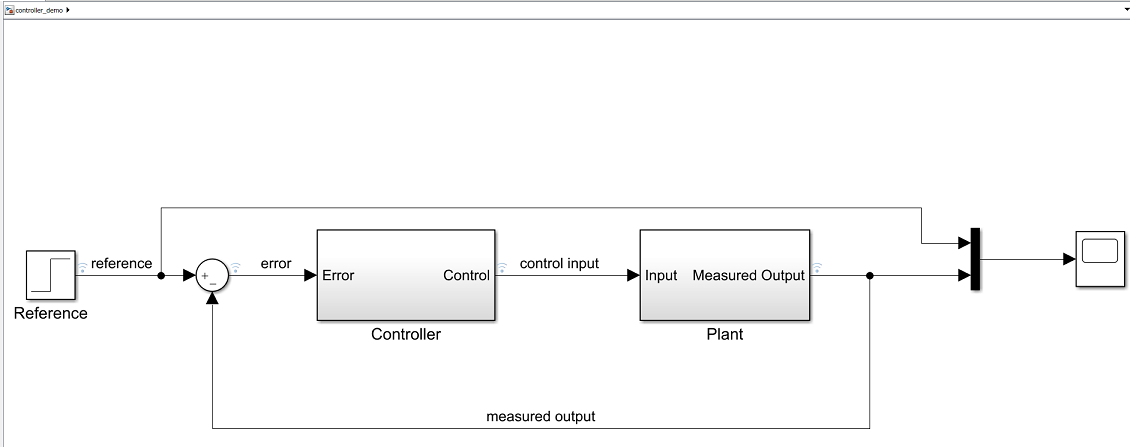 controller_demo
reference
error
Error
Control
control input
Input
Measured Output
Reference
Controller
Plant
measured output